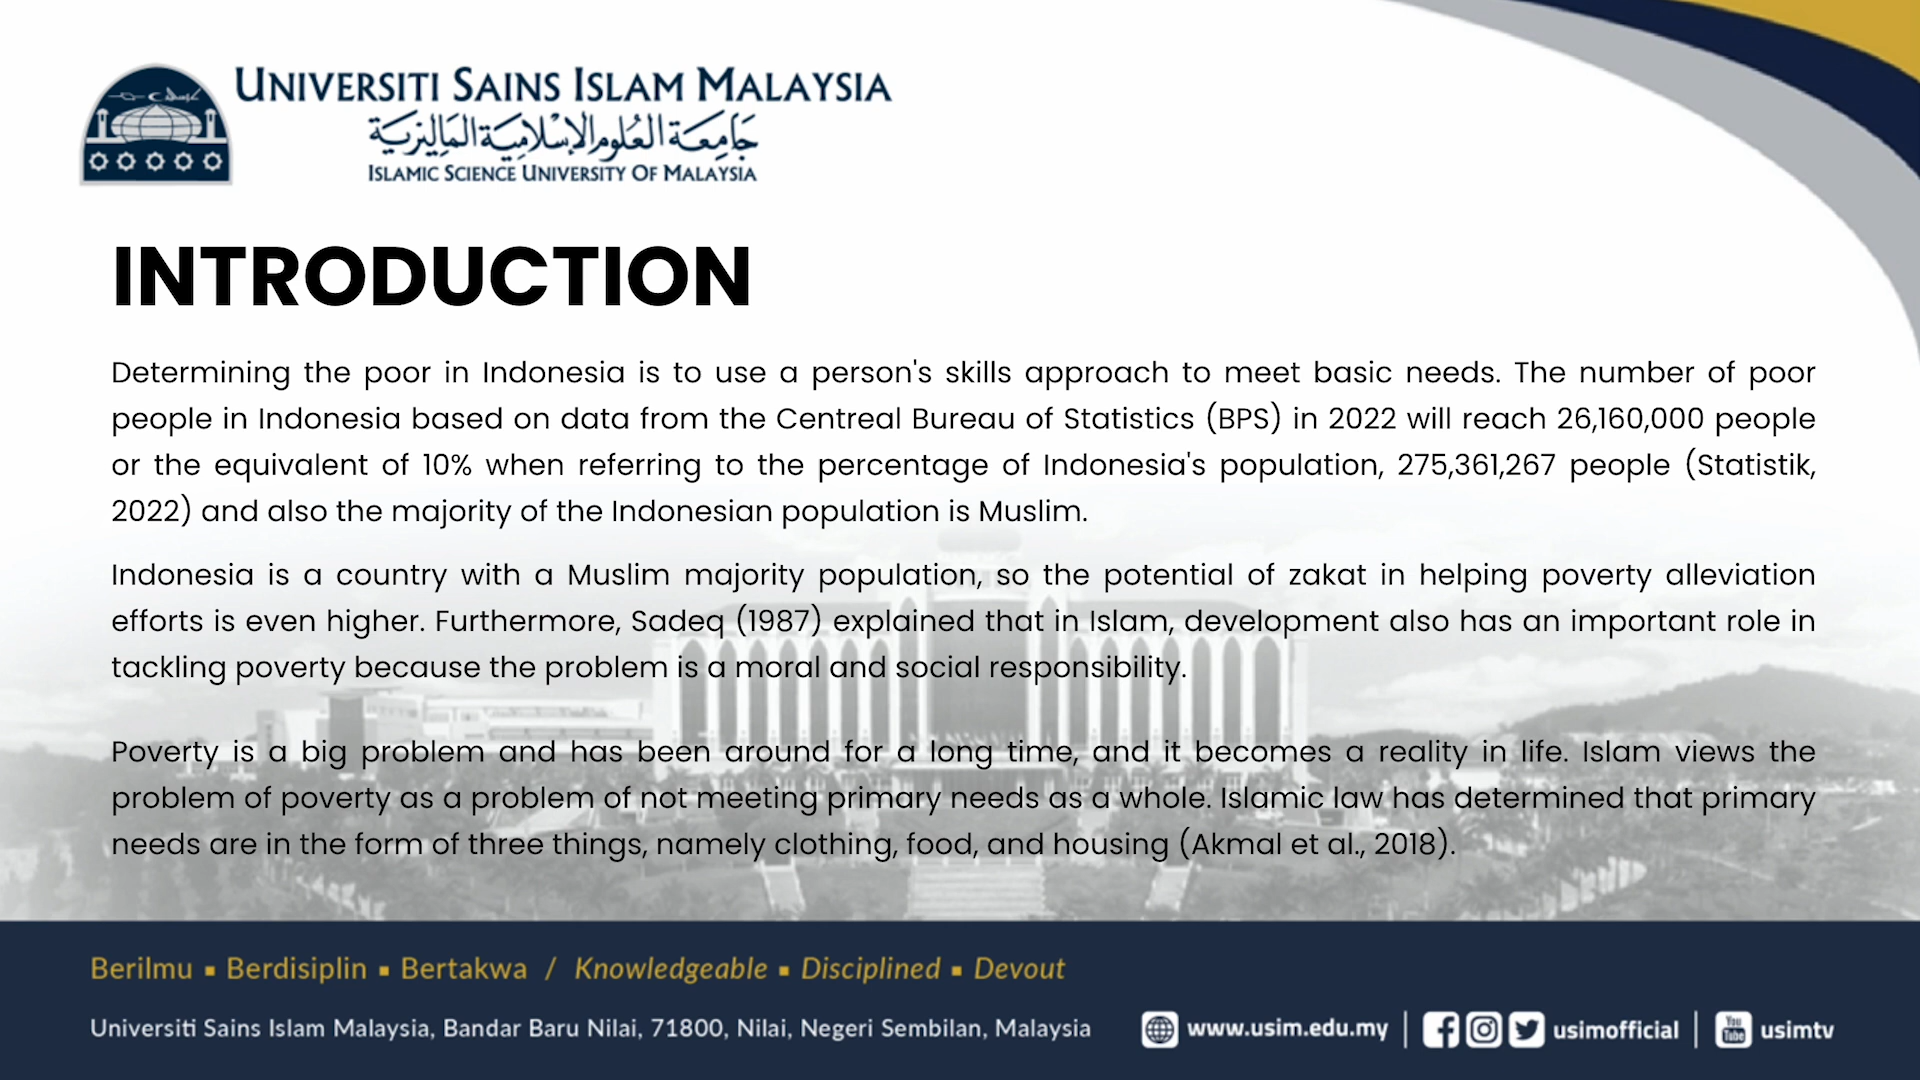 UNIVERSITI SAINS ISLAM MALAYSIA
جَامِعَة العُلوم الإسْلَامِيَة المَالِيزِيَة
ISLAMIC SCIENCE UNIVERSITY OF MALAYSIA
INTRODUCTION
Determining the poor in Indonesia is to use a person's skills approach to meet basic needs. The number of poor
people in Indonesia based on data from the Centreal Bureau of Statistics (BPS) in 2022 will reach 26,160,000 people
or the equivalent of 10% when referring to the percentage of Indonesia's population, 275,361,267 people (Statistik,
2022) and also the majority of the Indonesian population is Muslim.
Indonesia is a country with a Muslim majority population, so the potential of zakat in helping poverty alleviation
efforts is even higher. Furthermore, Sadeq (1987) explained that in Islam, development also has an important role in
tackling poverty because the problem is a moral and social responsibility.
Poverty is a big problem and has been around for a long time, and it becomes a reality in life. Islam views the
problem of poverty as a problem of not meeting primary needs as a whole. Islamic law has determined that primary
needs are in the form of three things, namely clothing, food, and housing (Akmal et al., 2018).
Berilmu ▪ Berdisiplin ▪ Bertakwa / Knowledgeable ▪ Disciplined ▪ Devout
Universiti Sains Islam Malaysia, Bandar Baru Nilai, 71800, Nilai, Negeri Sembilan, Malaysia
www.usim.edu.my | usimofficial | You Tube usimtv